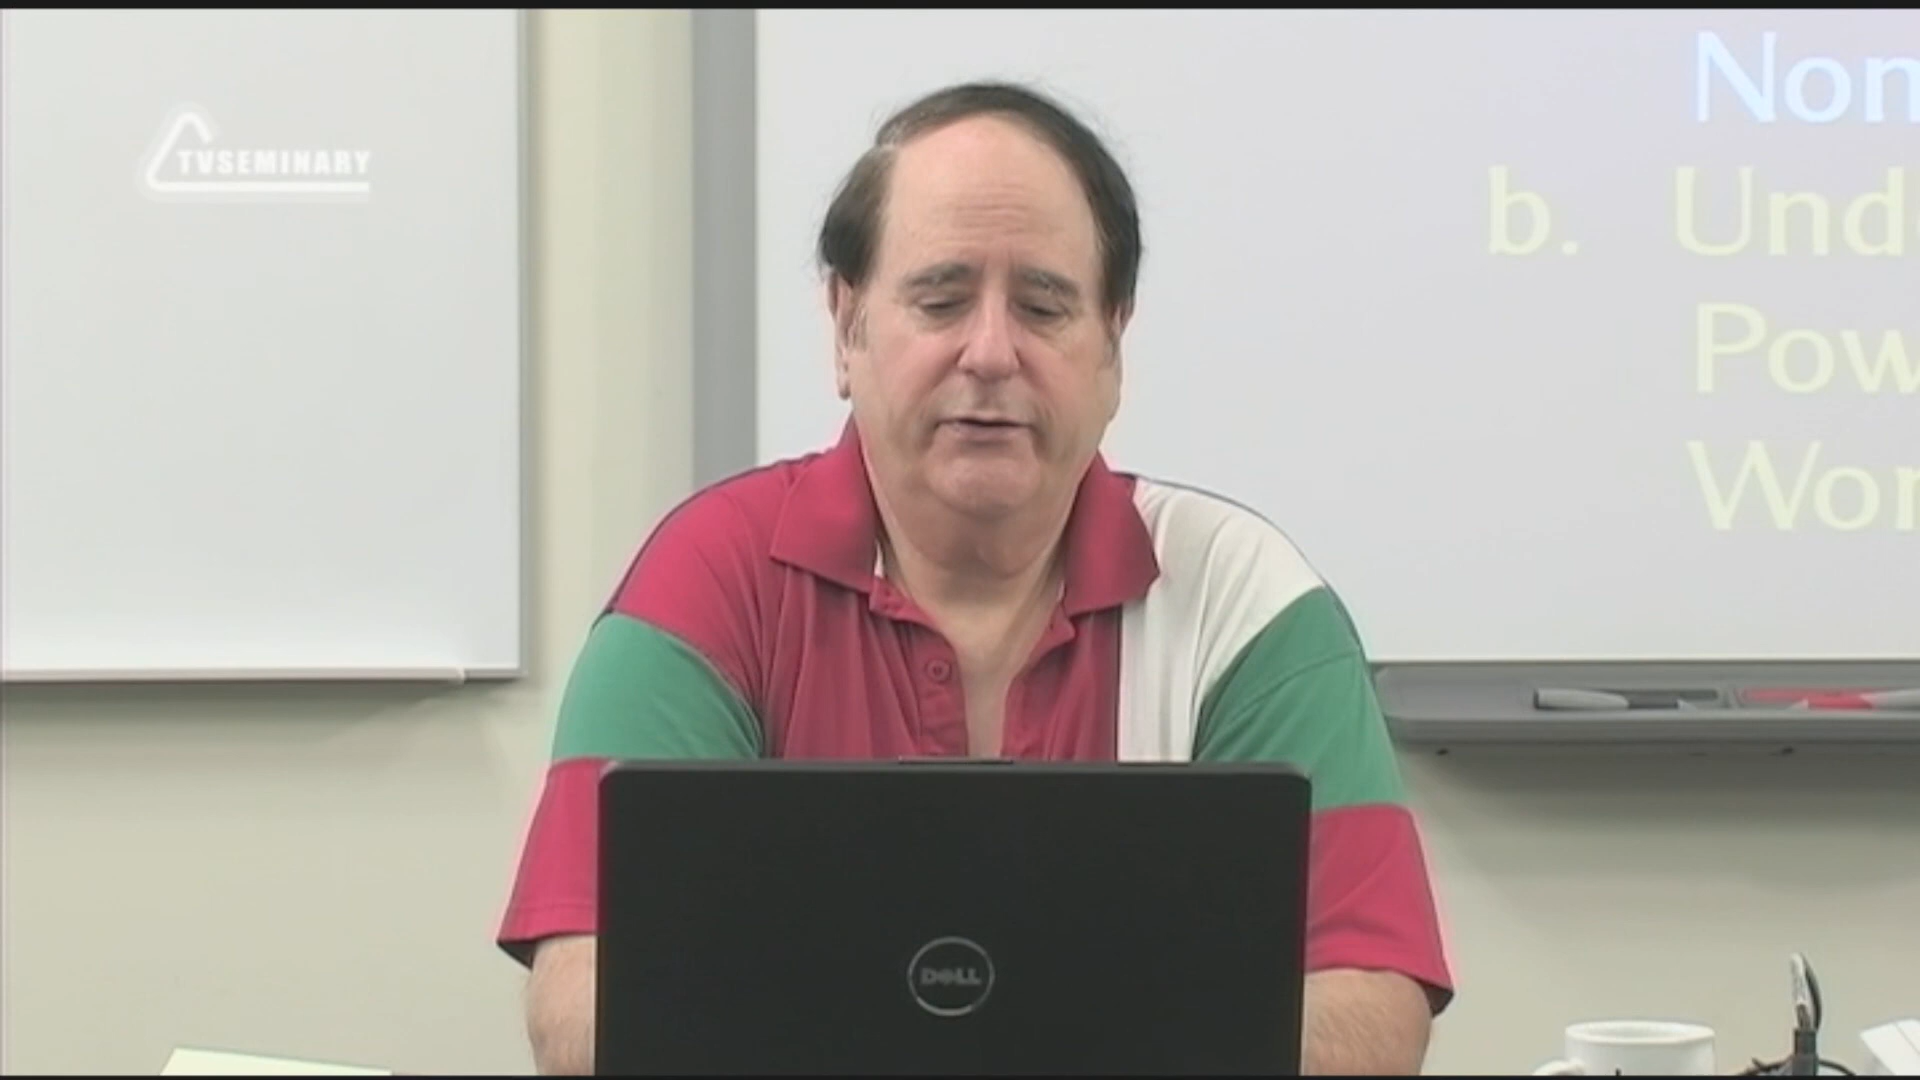 TVSEMINARY
Non
b. Und
Pow
Wor
DELL